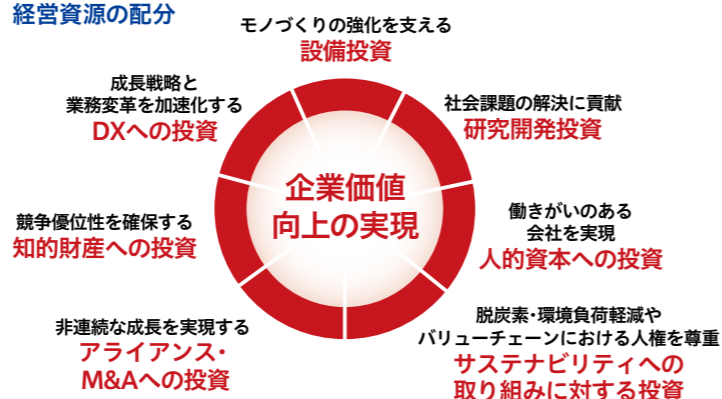 経営資源の配分
モノづくりの強化を支える
設備投資
社会課題の解決に貢献
研究開発投資
働きがいのある
会社を実現
人的資本への投資
脱炭素・環境負荷軽減や
バリューチェーンにおける人権を尊重
サステナビリティへの
取り組みに対する投資
非連続な成長を実現する
アライアンス・
M&Aへの投資
競争優位性を確保する
知的財産への投資
成長戦略と
業務変革を加速化する
DXへの投資
企業価値
向上の実現